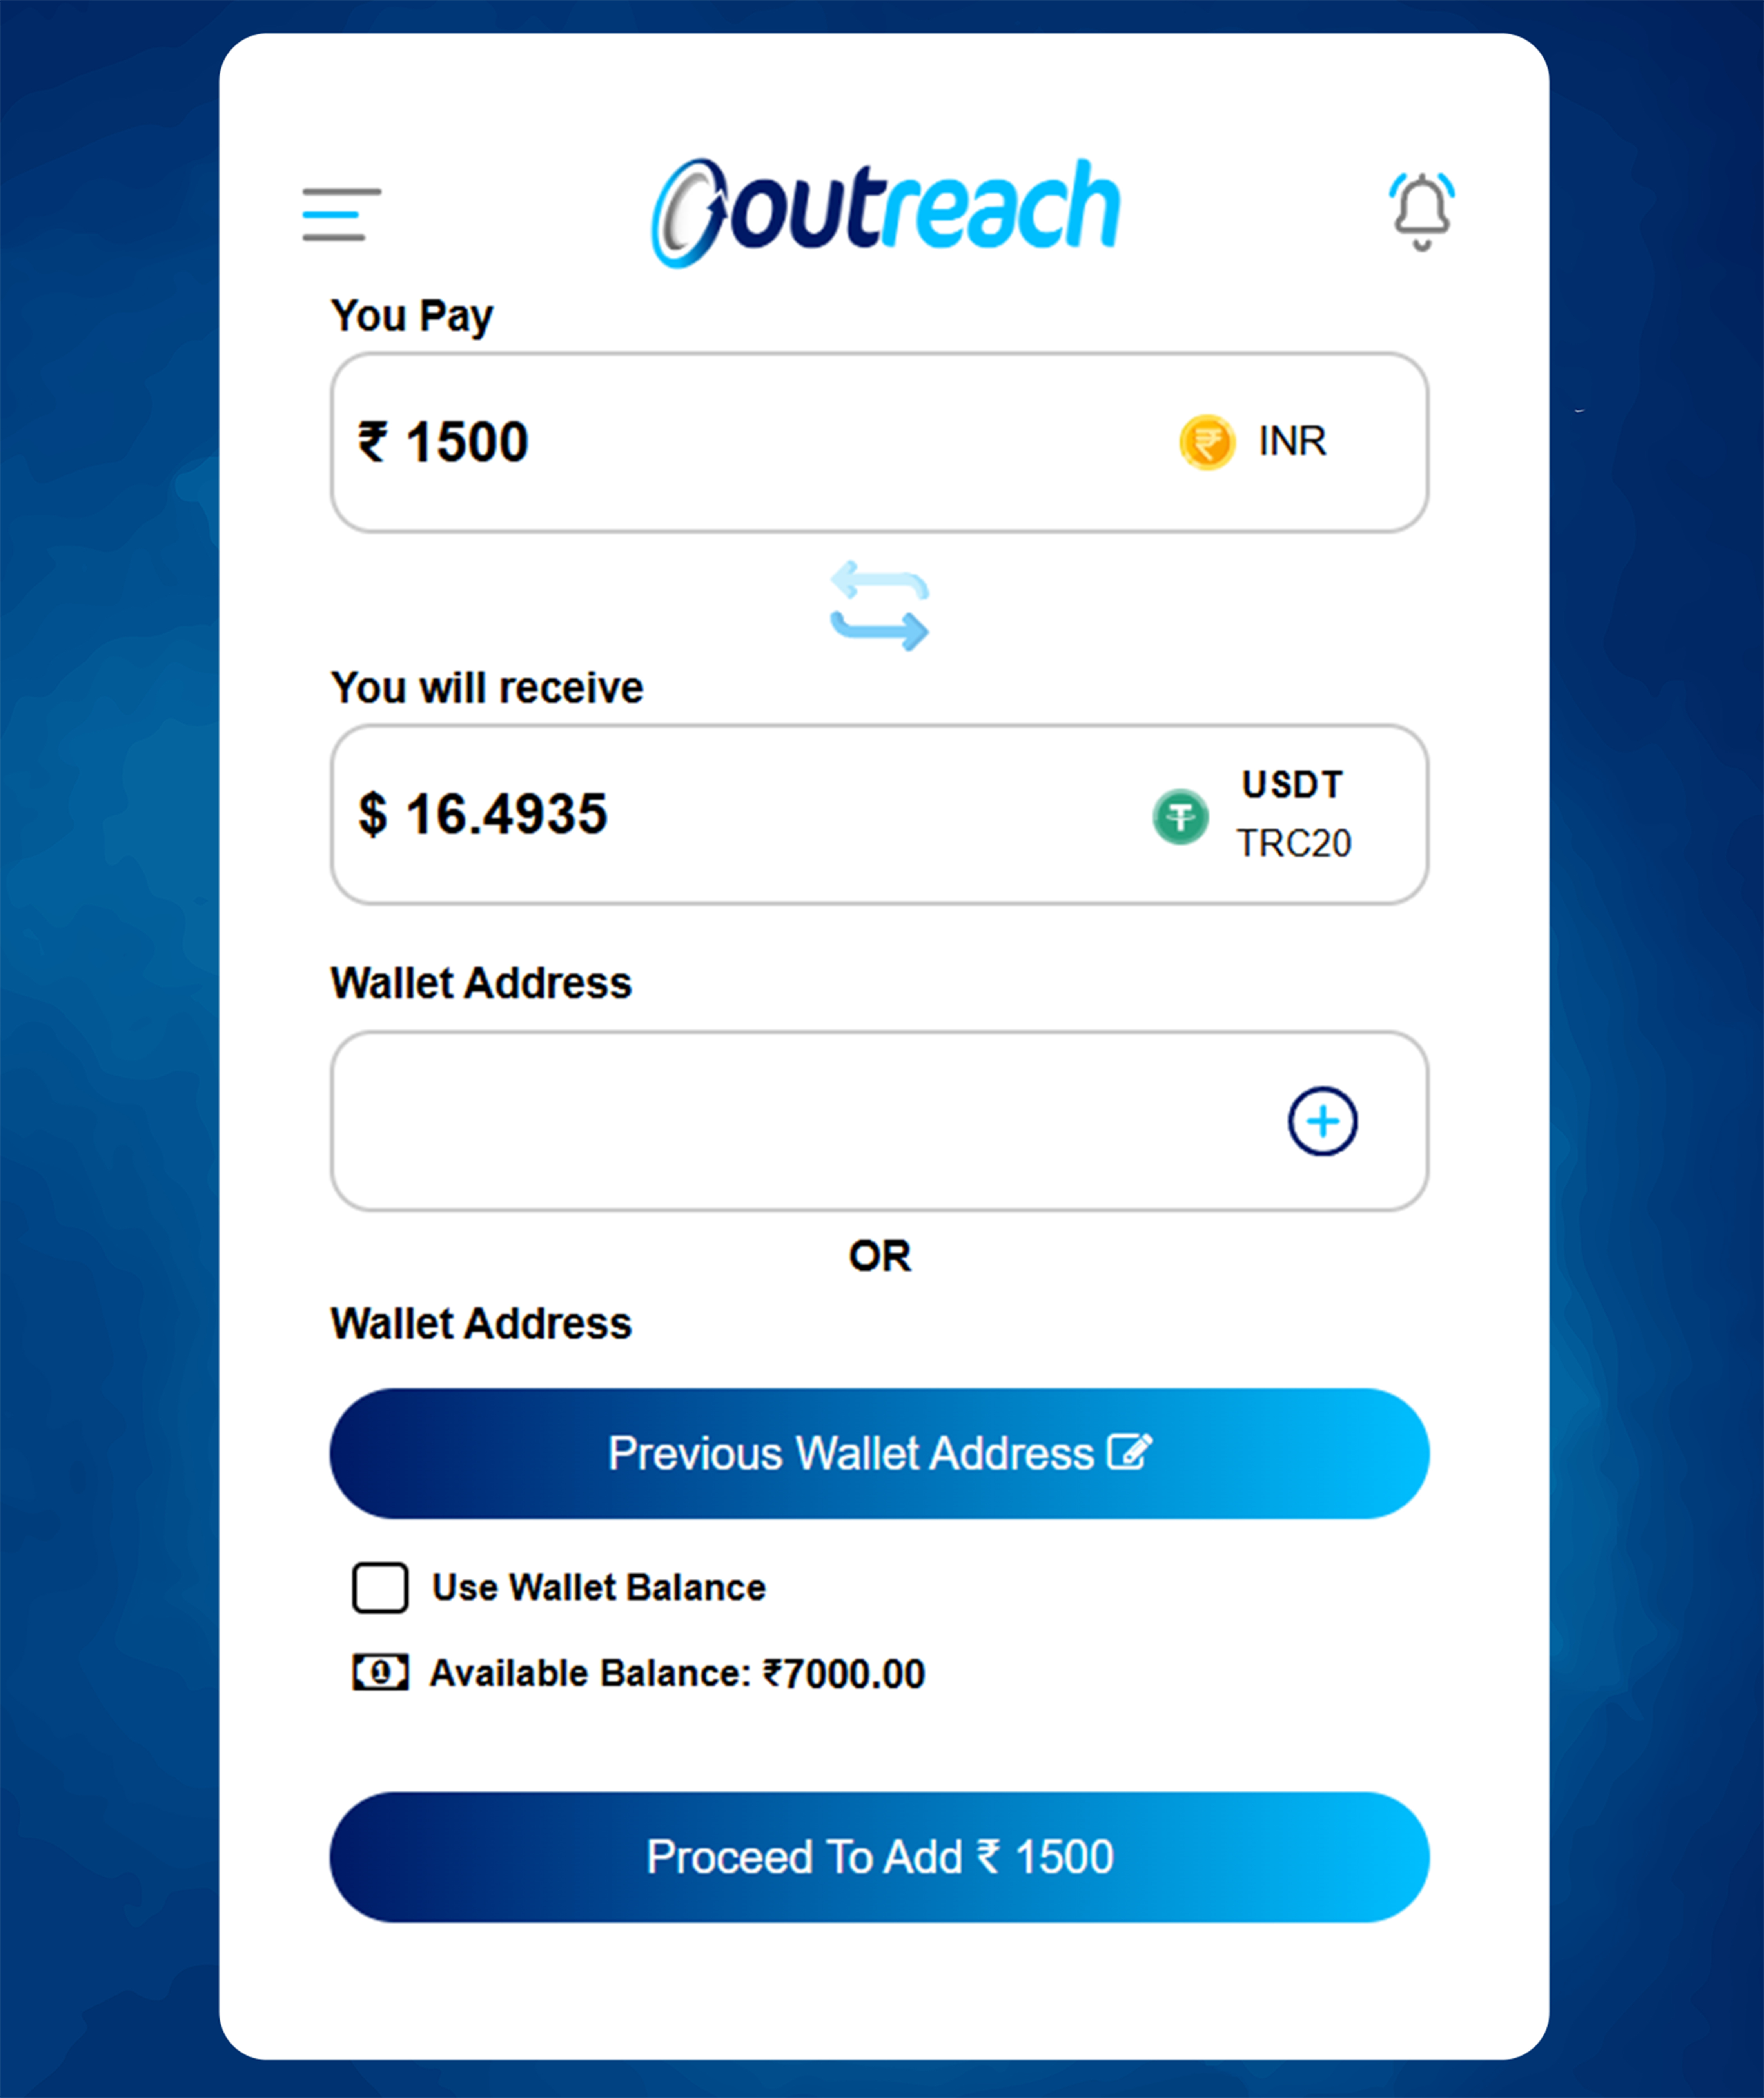 outreach
You Pay
₹ 1500 INR
You will receive
$ 16.4935 USDT
TRC20
Wallet Address
OR
Wallet Address
Previous Wallet Address
Use Wallet Balance
Available Balance: ₹7000.00
Proceed To Add ₹ 1500